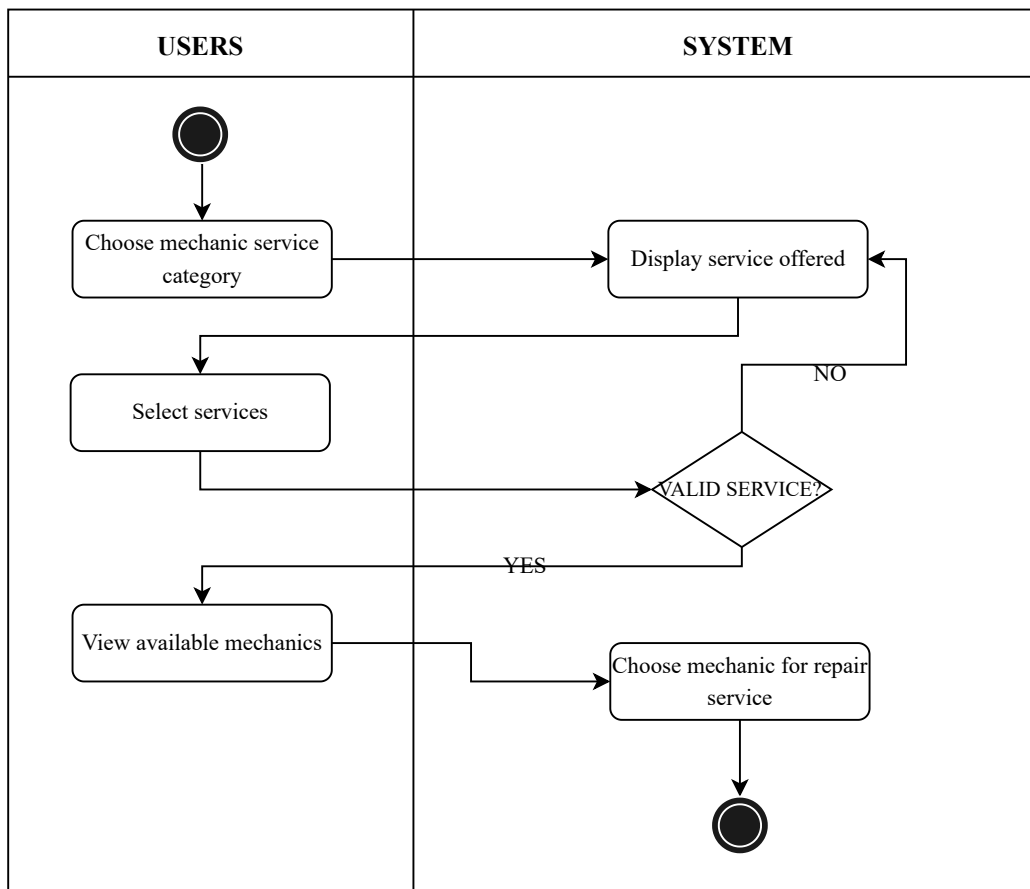 USERS
SYSTEM
Choose mechanic service
category
Display service offered
Select services
NO
VALID SERVICE?
YES
View available mechanics
Choose mechanic for repair
service